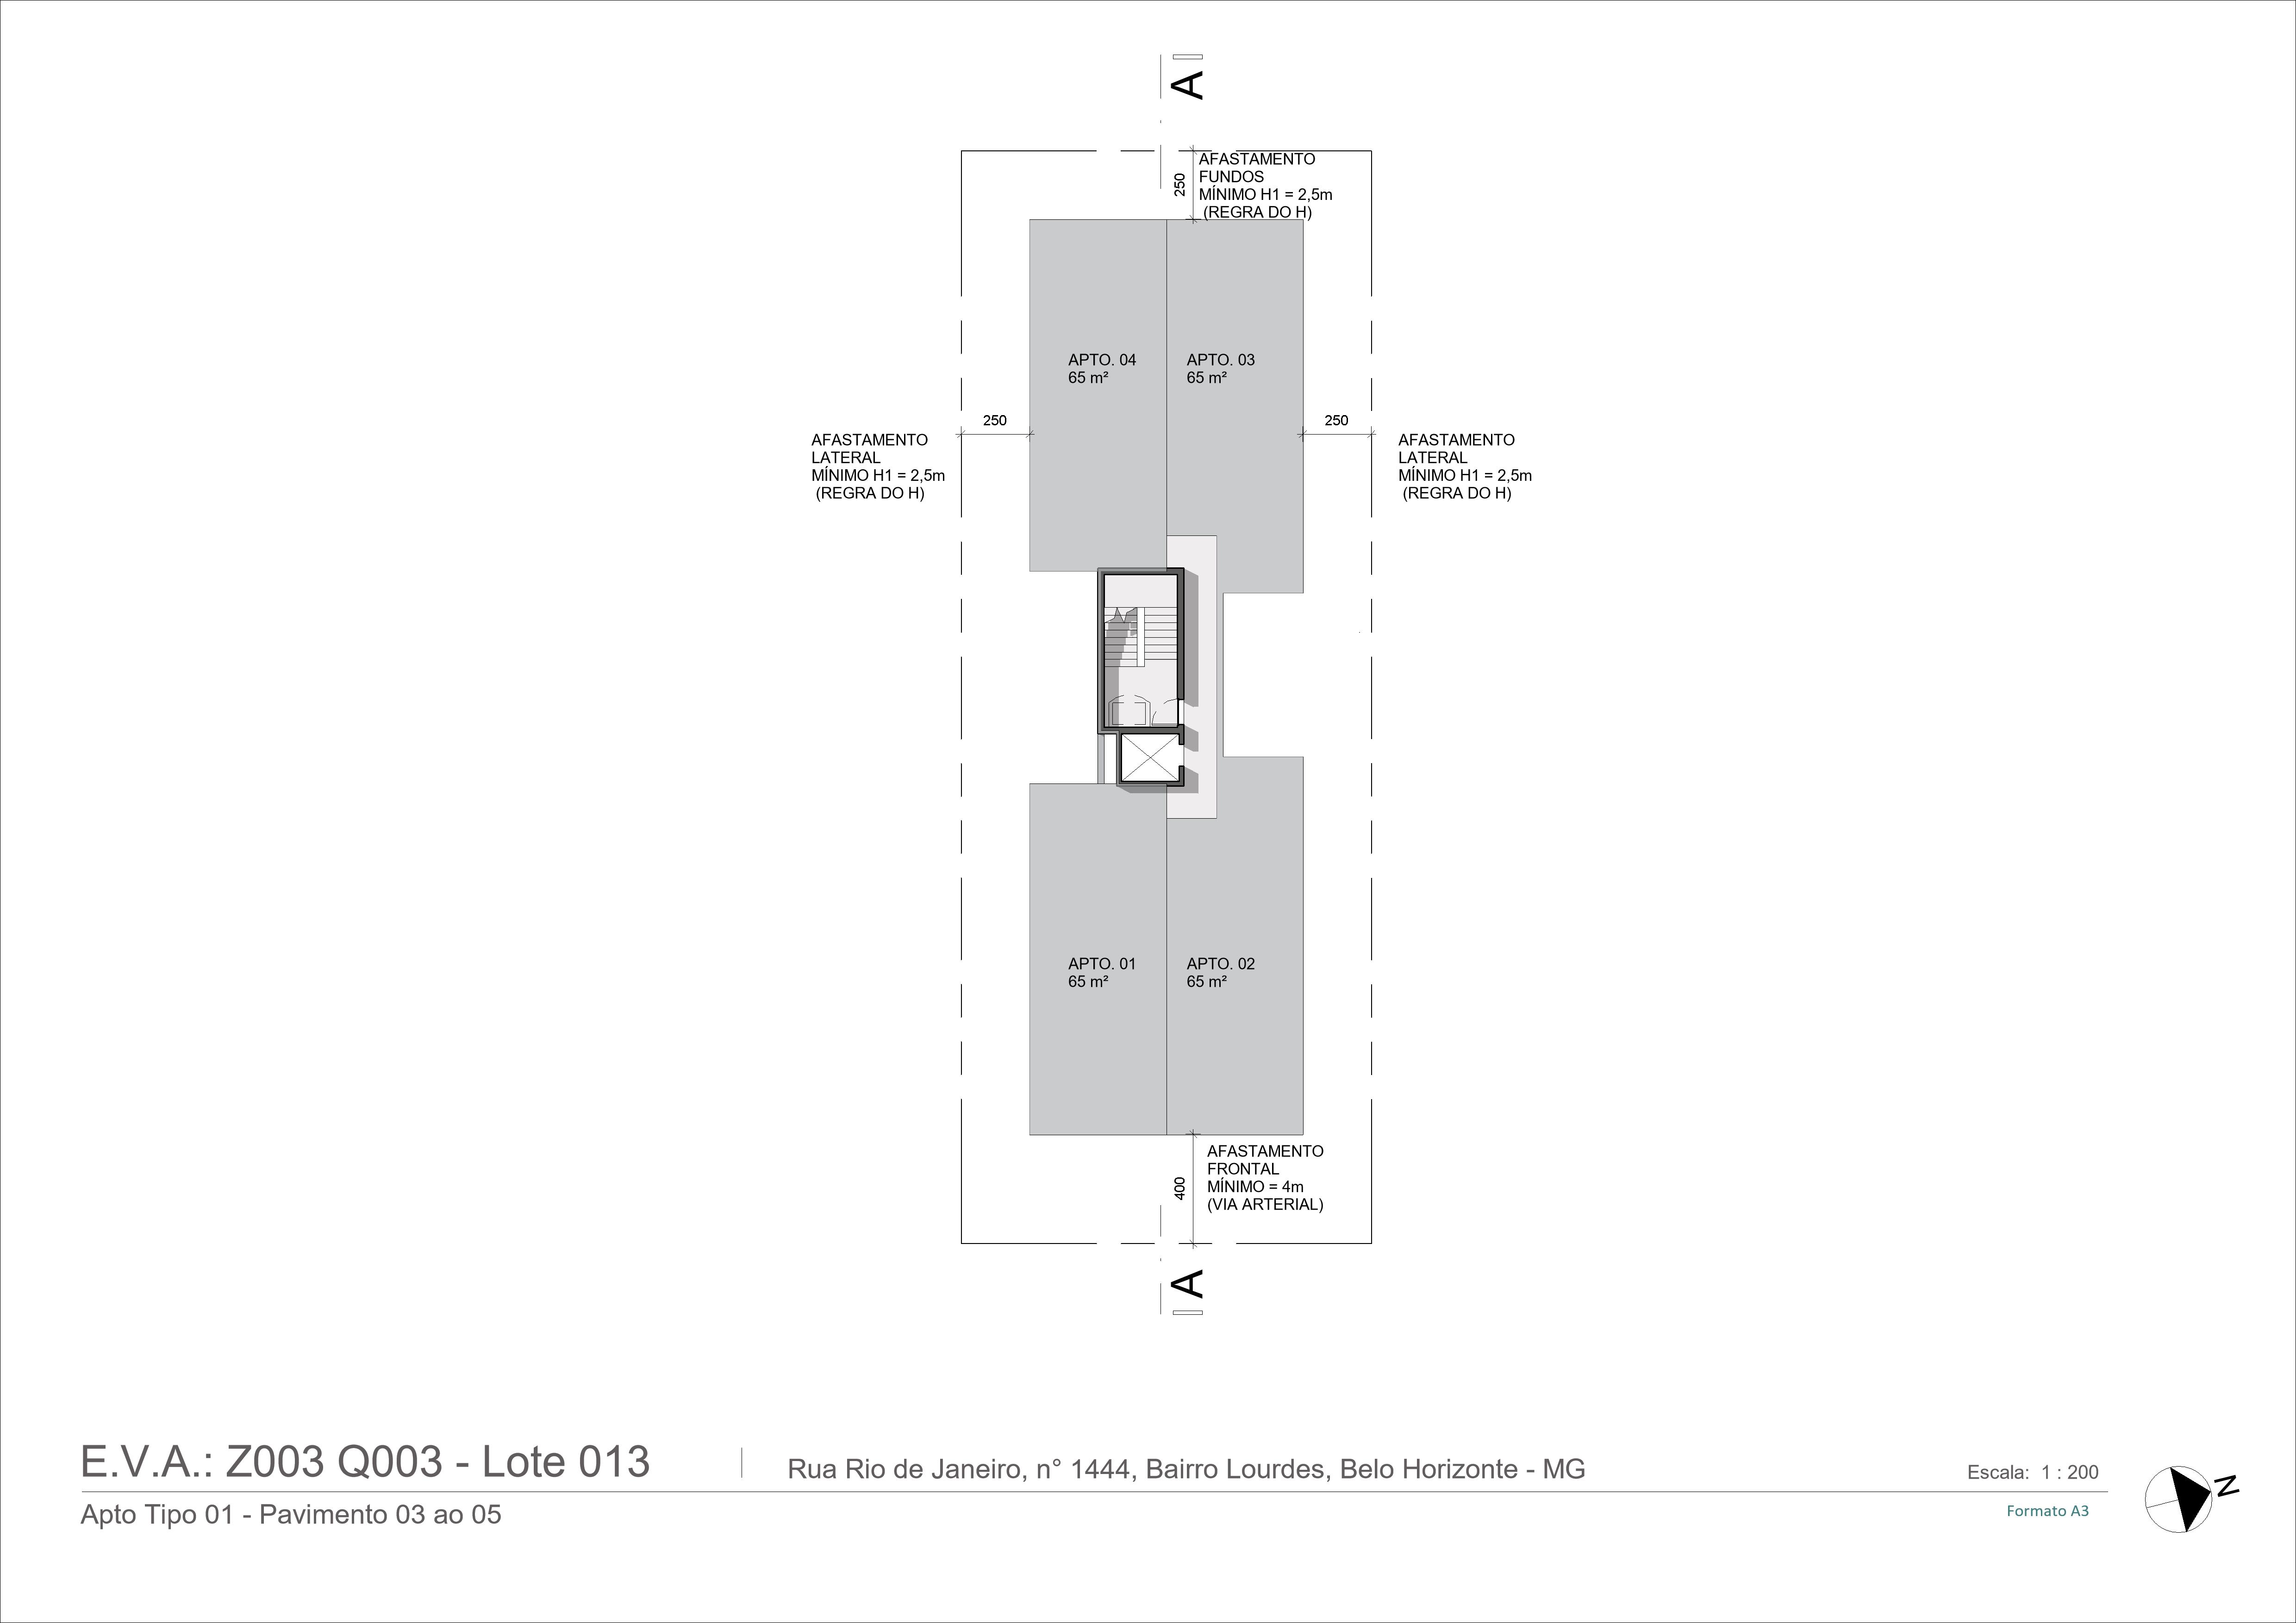 A
AFASTAMENTO
FUNDOS
MÍNIMO H1 = 2,5m
(REGRA DO H)
250
APTO. 04
65 m²
APTO. 03
65 m²
250
250
AFASTAMENTO
LATERAL
MÍNIMO H1 = 2,5m
(REGRA DO H)
AFASTAMENTO
LATERAL
MÍNIMO H1 = 2,5m
(REGRA DO H)
APTO. 01
65 m²
APTO. 02
65 m²
AFASTAMENTO
FRONTAL
MÍNIMO = 4m
(VIA ARTERIAL)
400
A
E.V.A.: Z003 Q003 - Lote 013
Rua Rio de Janeiro, n° 1444, Bairro Lourdes, Belo Horizonte - MG
Escala: 1 : 200
Apto Tipo 01 - Pavimento 03 ao 05
Formato A3
N